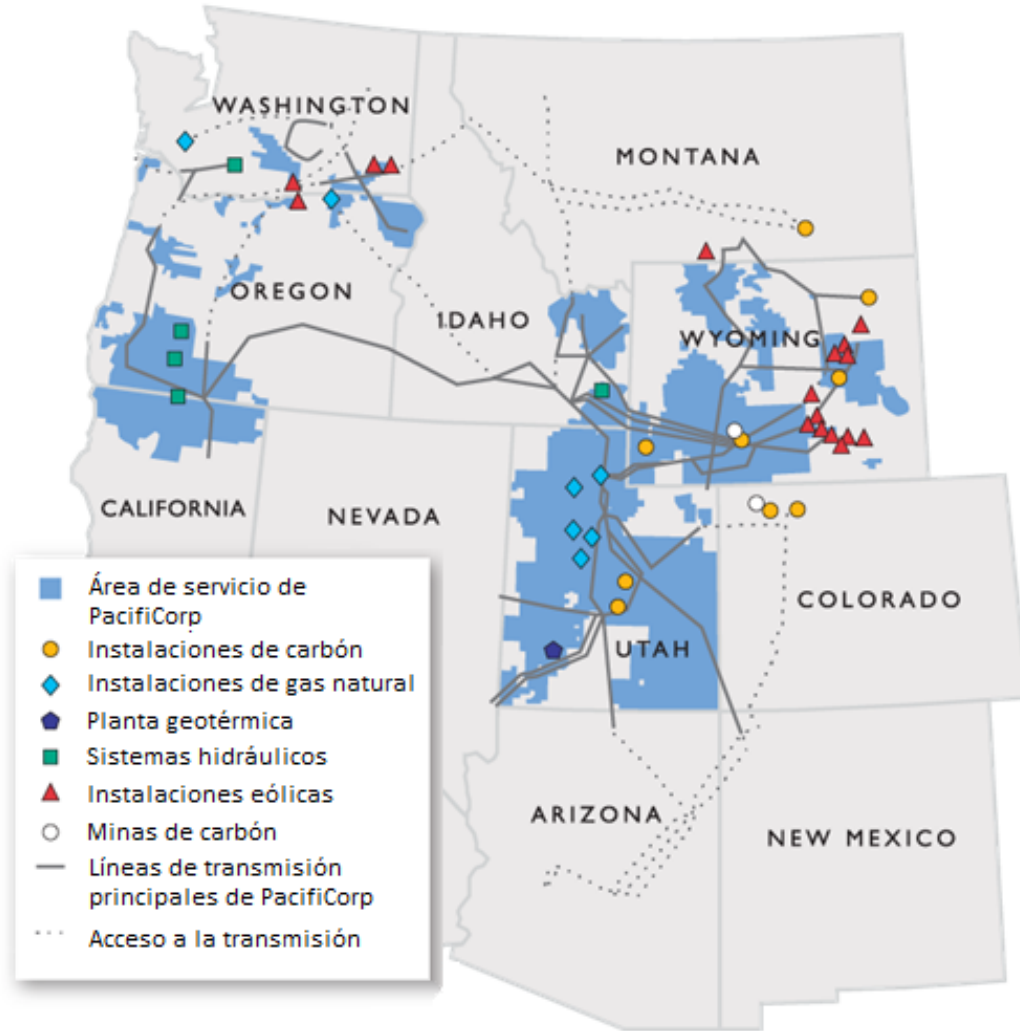 WASHINGTON
MONTANA
OREGON
IDAHO
WYOMING
CALIFORNIA
NEVADA
UTAH
COLORADO
ARIZONA
NEW MEXICO
Área de servicio de
PacifiCorp
Instalaciones de carbón
Instalaciones de gas natural
Planta geotérmica
Sistemas hidráulicos
Instalaciones eólicas
Minas de carbón
Líneas de transmisión
principales de PacifiCorp
Acceso a la transmisión